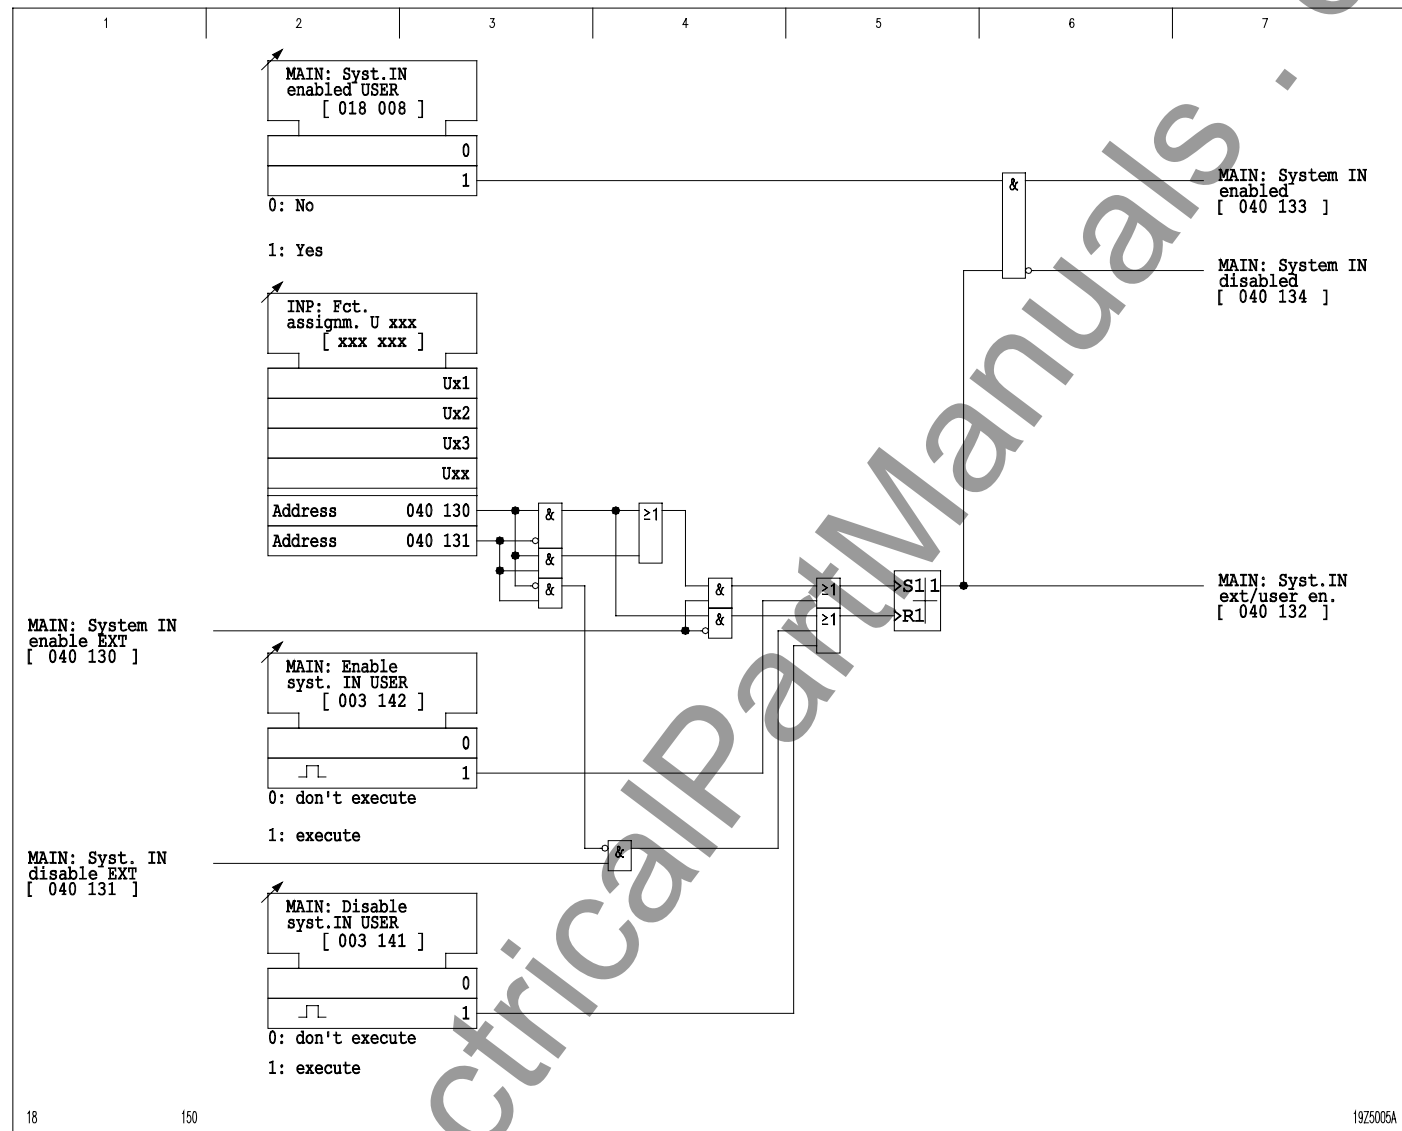 1 2 3 4 5 6 7
MAIN: Syst.IN
enabled USER
[ 018 008 ]
0
1
0: No
1: Yes
&
MAIN: System IN
enabled
[ 040 133 ]
MAIN: System IN
disabled
[ 040 134 ]
INP: Fct.
assignm. U xxx
[ xxx xxx ]
Ux1
Ux2
Ux3
Uxx
Address 040 130
Address 040 131
&
&
&
≥1
&
&
≥1
≥1
S1 1
R1
MAIN: Syst.IN
ext/user en.
[ 040 132 ]
MAIN: System IN
enable EXT
[ 040 130 ]
MAIN: Enable
syst. IN USER
[ 003 142 ]
0
1
0: don't execute
1: execute
&
MAIN: Syst. IN
disable EXT
[ 040 131 ]
MAIN: Disable
syst.IN USER
[ 003 141 ]
0
1
0: don't execute
1: execute
18 150 19Z5005A
ctricalPartManuals .